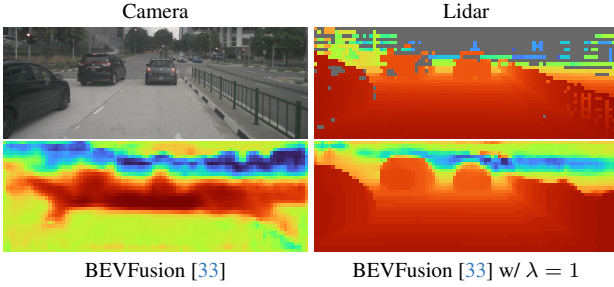 Camera
Lidar
BEVFusion [33]
BEVFusion [33] w/ λ = 1